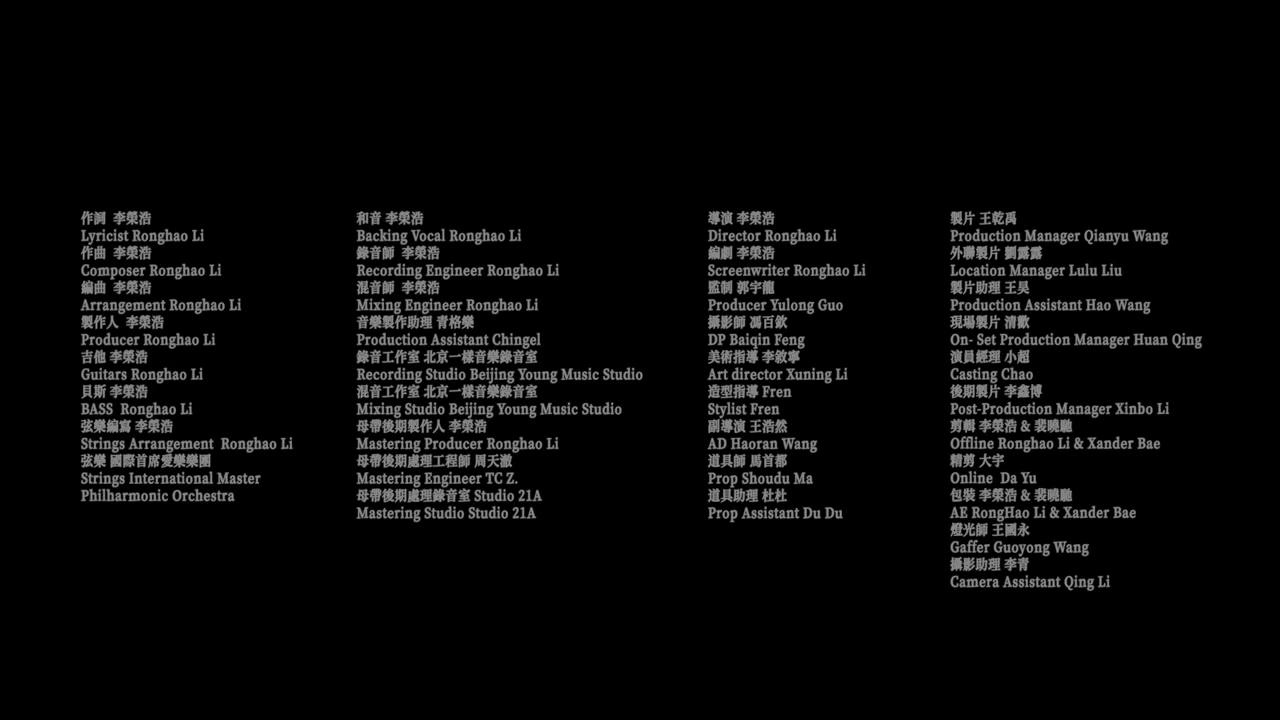 作詞 李榮浩
Lyricist Ronghao Li
作曲 李榮浩
Composer Ronghao Li
編曲 李榮浩
Arrangement Ronghao Li
製作人 李榮浩
Producer Ronghao Li
吉他 李榮浩
Guitars Ronghao Li
貝斯 李榮浩
BASS Ronghao Li
弦樂編寫 李榮浩
Strings Arrangement Ronghao Li
弦樂 國際首席愛樂樂團
Strings International Master
Philharmonic Orchestra
和音 李榮浩
Backing Vocal Ronghao Li
錄音師 李榮浩
Recording Engineer Ronghao Li
混音師 李榮浩
Mixing Engineer Ronghao Li
音樂製作助理 青格樂
Production Assistant Chingel
錄音工作室 北京一樣音樂錄音室
Recording Studio Beijing Young Music Studio
混音工作室 北京一樣音樂錄音室
Mixing Studio Beijing Young Music Studio
母帶後期製作人 李榮浩
Mastering Producer Ronghao Li
母帶後期處理工程師 周天澈
Mastering Engineer TC Z.
母帶後期處理錄音室 Studio 21A
Mastering Studio Studio 21A
導演 李榮浩
Director Ronghao Li
編劇 李榮浩
Screenwriter Ronghao Li
監制 郭宇龍
Producer Yulong Guo
攝影師 馮百欽
DP Baiqin Feng
美術指導 李敘寧
Art director Xuning Li
造型指導 Fren
Stylist Fren
副導演 王浩然
AD Haoran Wang
道具師 馬首都
Prop Shoudu Ma
道具助理 杜杜
Prop Assistant Du Du
製片 王乾禹
Production Manager Qianyu Wang
外聯製片 劉露露
Location Manager Lulu Liu
製片助理 王昊
Production Assistant Hao Wang
現場製片 清歡
On- Set Production Manager Huan Qing
演員經理 小超
Casting Chao
後期製片 李鑫博
Post-Production Manager Xinbo Li
剪輯 李榮浩 & 裴曉馳
Offline Ronghao Li & Xander Bae
精剪 大宇
Online Da Yu
包裝 李榮浩 & 裴曉馳
AE RongHao Li & Xander Bae
燈光師 王國永
Gaffer Guoyong Wang
攝影助理 李青
Camera Assistant Qing Li